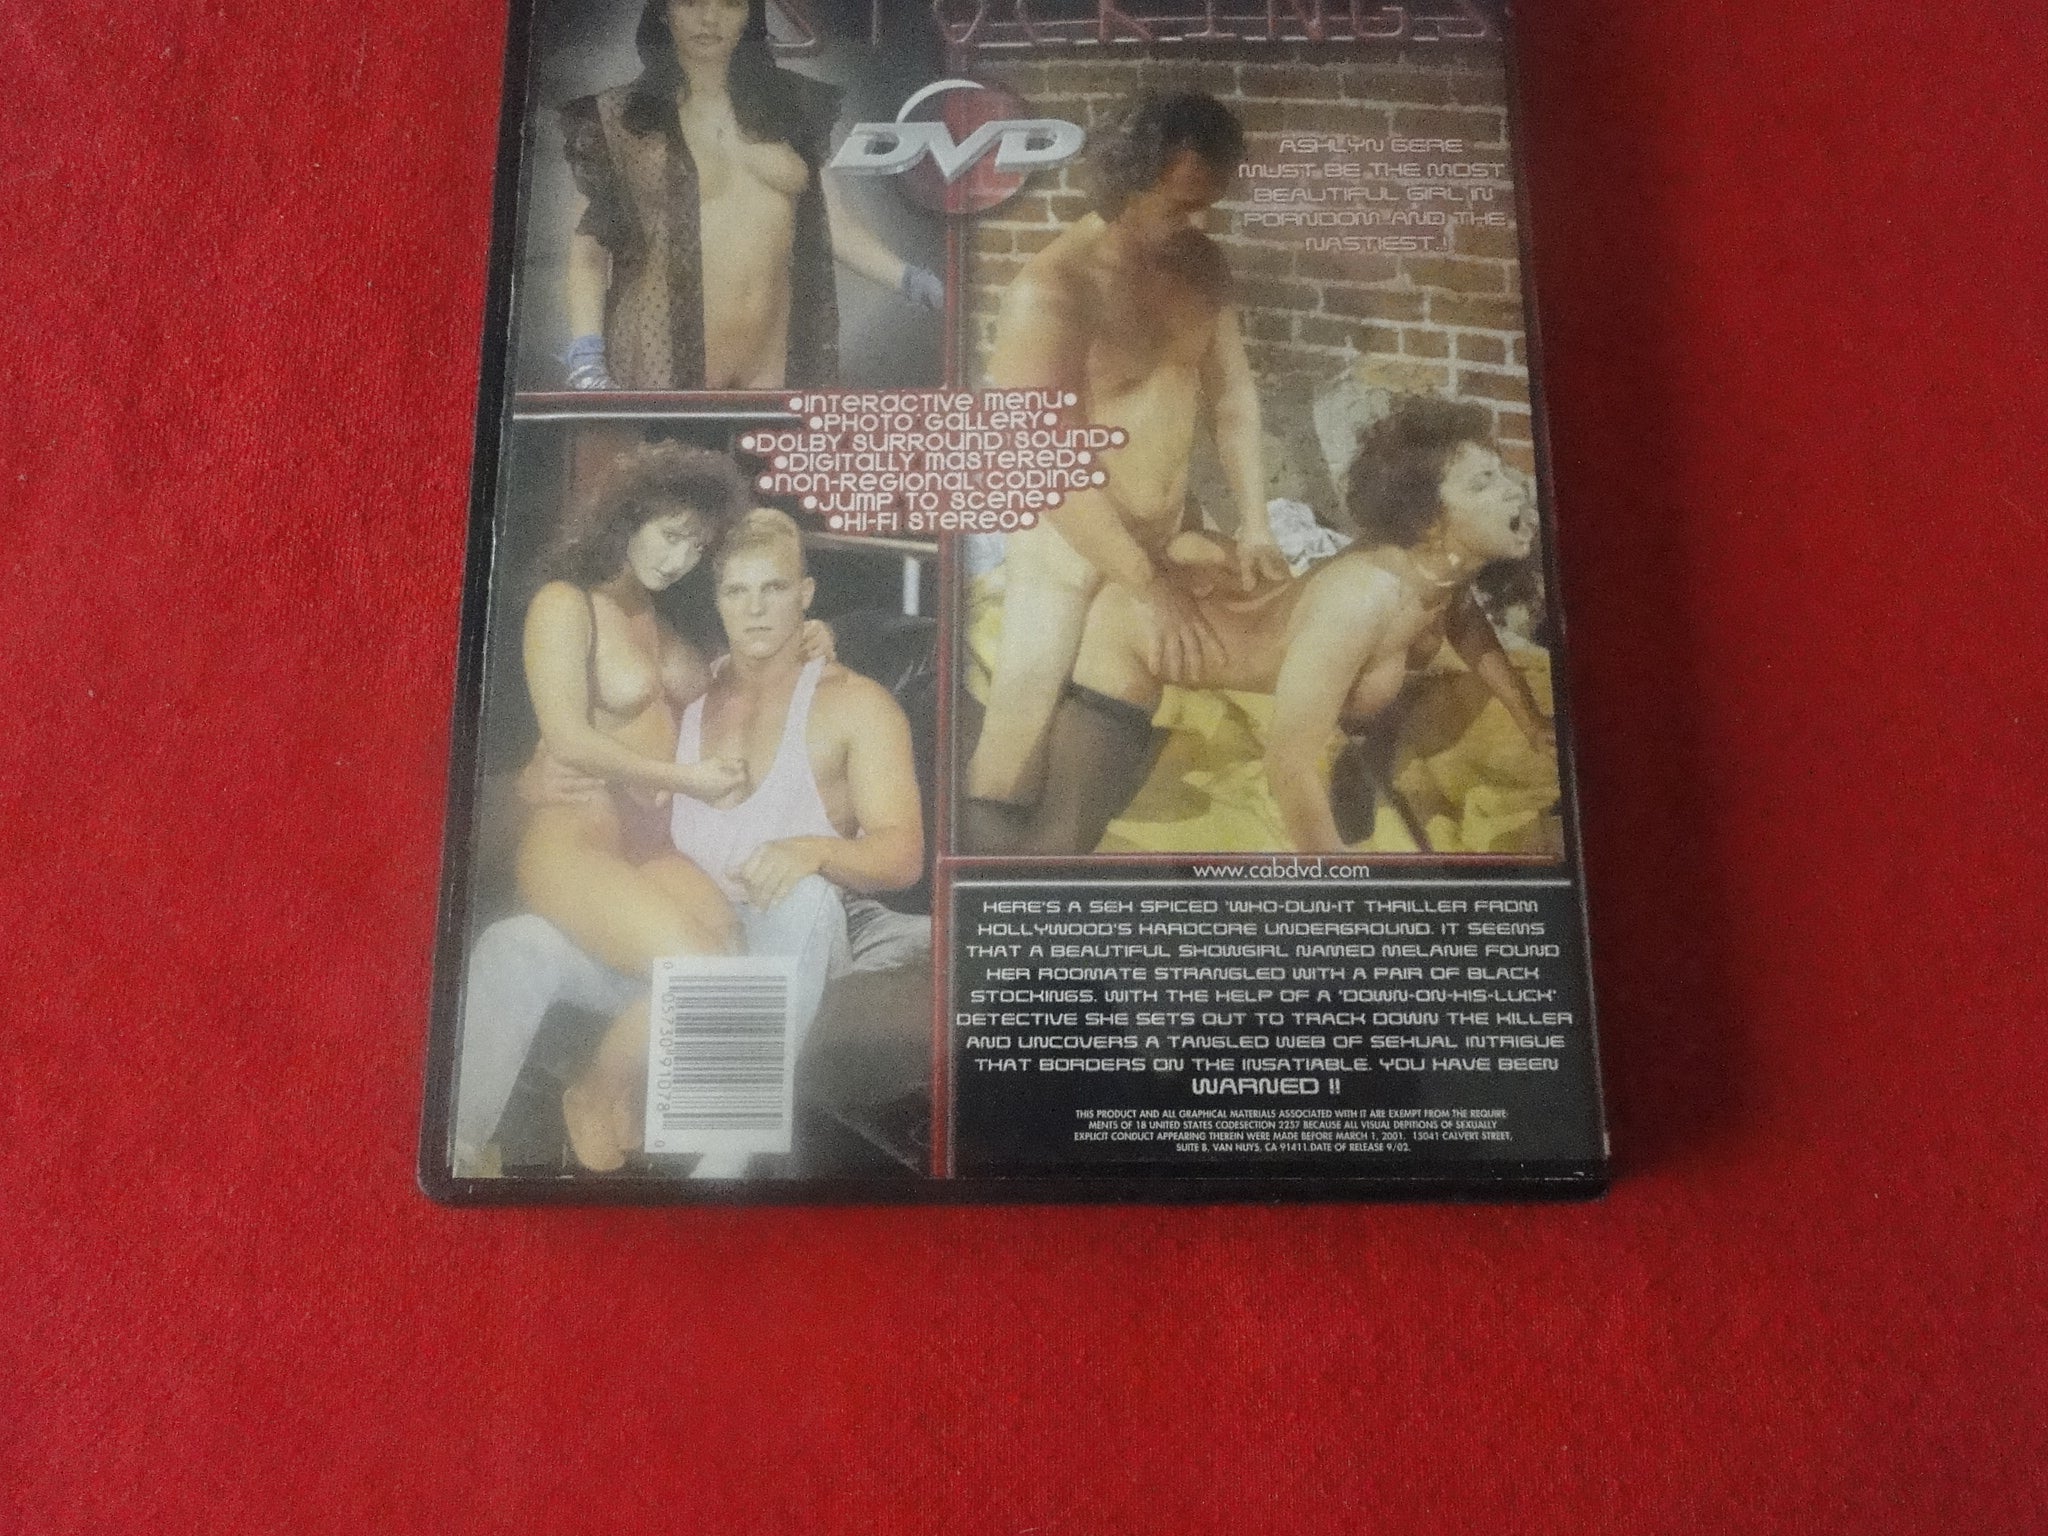 STOCKINGS
DVD
ASHLYN GERE
MUST BE THE MOST
BEAUTIFUL GIRL IN
PORNDOM AND THE
NASTIEST..!
•INTERACTIVE MENU•
•PHOTO GALLERY•
•DOLBY SURROUND SOUND•
•DIGITALLY MASTERED•
•NON-REGIONAL CODING•
•JUMP TO SCENE•
•HI-FI STEREO•
www.cabdvd.com
HERE'S A SEX SPICED 'WHO-DUN-IT THRILLER FROM
HOLLYWOOD'S HARDCORE UNDERGROUND. IT SEEMS
THAT A BEAUTIFUL SHOWGIRL NAMED MELANIE FOUND
HER ROOMATE STRANGLED WITH A PAIR OF BLACK
STOCKINGS. WITH THE HELP OF A 'DOWN-ON-HIS-LUCK'
DETECTIVE SHE SETS OUT TO TRACK DOWN THE KILLER
AND UNCOVERS A TANGLED WEB OF SEXUAL INTRIGUE
THAT BORDERS ON THE INSATIABLE. YOU HAVE BEEN
WARNED !!
THIS PRODUCT AND ALL GRAPHICAL MATERIALS ASSOCIATED WITH IT ARE EXEMPT FROM THE REQUIRE-
MENTS OF 18 UNITED STATES CODESECTION 2257 BECAUSE ALL VISUAL DEPITIONS OF SEXUALLY
EXPLICIT CONDUCT APPEARING THEREIN WERE MADE BEFORE MARCH 1, 2001. 15041 CALVERT STREET,
SUITE B, VAN NUYS, CA 91411.DATE OF RELEASE 9/02.
0 05730 91078 0